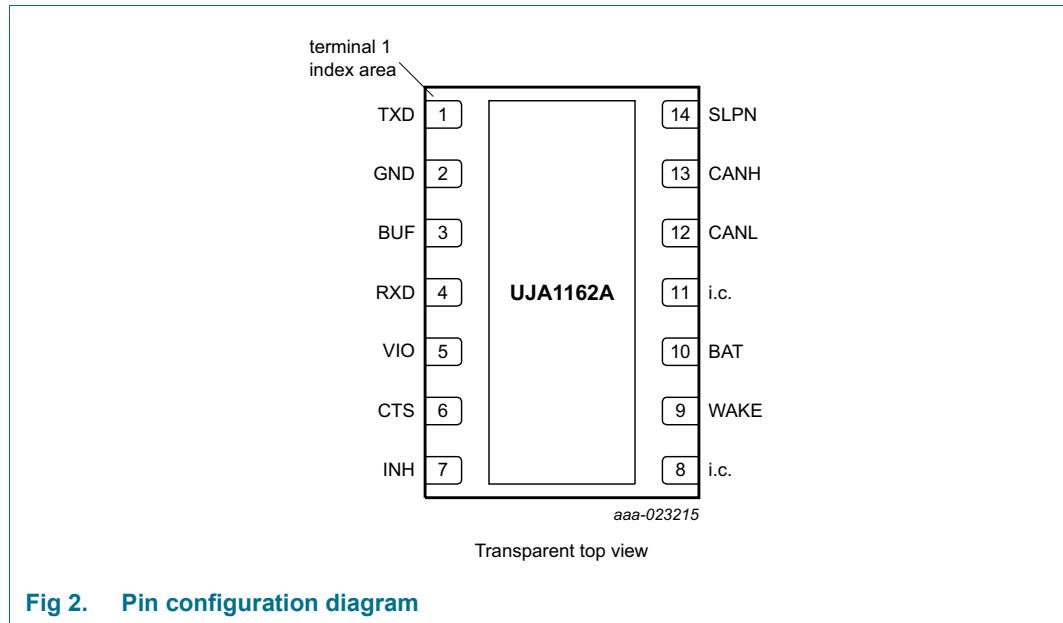 terminal 1
index area
TXD 1
GND 2
BUF 3
RXD 4
VIO 5
CTS 6
INH 7
UJA1162A
14 SLPN
13 CANH
12 CANL
11 i.c.
10 BAT
9 WAKE
8 i.c.
aaa-023215
Transparent top view
Fig 2. Pin configuration diagram